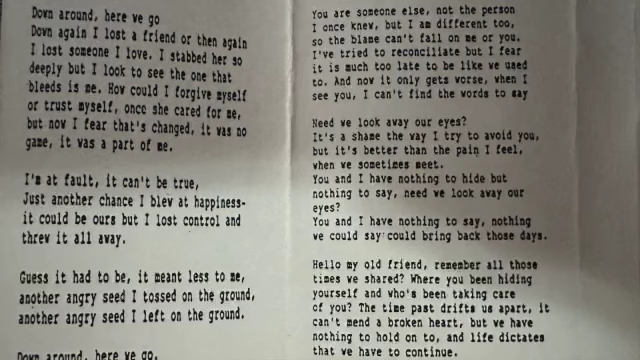 Down around, here we go
Down again I lost a friend or then again
I lost someone I love. I stabbed her so
deeply but I look to see the one that
bleeds is me. How could I forgive myself
or trust myself, once she cared for me,
but now I fear that's changed, it was no
game, it was a part of me.
I'm at fault, it can't be true,
Just another chance I blew at happiness-
it could be ours but I lost control and
threw it all away.
Guess it had to be, it meant less to me,
another angry seed I tossed on the ground,
another angry seed I left on the ground.
Down around, here we go.
You are someone else, not the person
I once knew, but I am different too,
so the blame can't fall on me or you.
I've tried to reconciliate but I fear
it is much too late to be like we used
to. And now it only gets worse, when I
see you, I can't find the words to say
Need we look away our eyes?
It's a shame the way I try to avoid you,
but it's better than the pain I feel,
when we sometimes meet.
You and I have nothing to hide but
nothing to say, need we look away our
eyes?
You and I have nothing to say, nothing
we could say could bring back those days.
Hello my old friend, remember all those
times we shared? Where you been hiding
yourself and who's been taking care
of you? The time past drifts us apart, it
can't mend a broken heart, but we have
nothing to hold on to, and life dictates
that we have to continue.